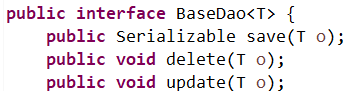 public interface BaseDao<T> {
public Serializable save(T o);
public void delete(T o);
public void update(T o);